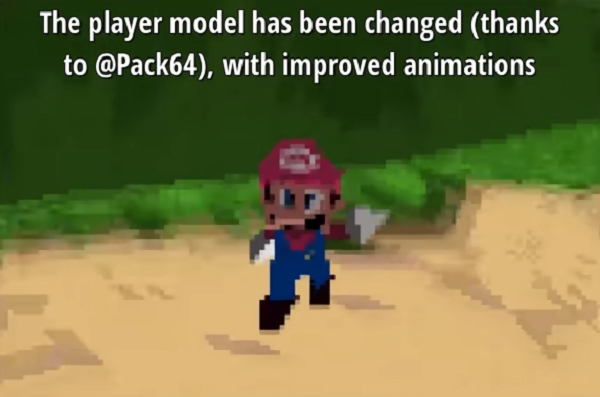 The player model has been changed (thanks
to @Pack64), with improved animations